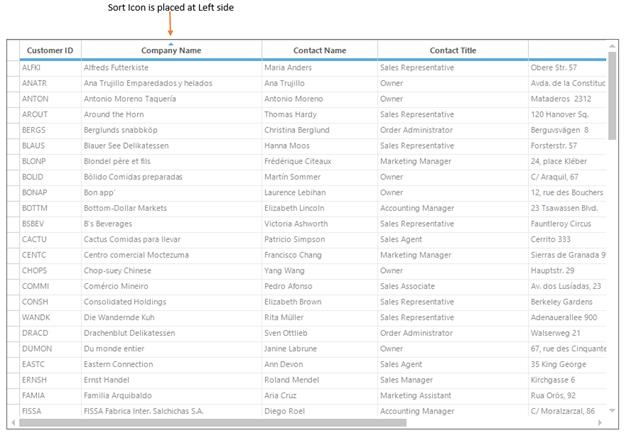 Sort Icon is placed at Left side
Customer ID Company Name Contact Name Contact Title
ALFKI Alfreds Futterkiste Maria Anders Sales Representative Obere Str. 57
ANATR Ana Trujillo Emparedados y helados Ana Trujillo Owner Avda. de la Constituc
ANTON Antonio Moreno Taquería Antonio Moreno Owner Mataderos 2312
AROUT Around the Horn Thomas Hardy Sales Representative 120 Hanover Sq.
BERGS Berglunds snabbköp Christina Berglund Order Administrator Berguvsvägen 8
BLAUS Blauer See Delikatessen Hanna Moos Sales Representative Forsterstr. 57
BLONP Blondel père et fils Frédérique Citeaux Marketing Manager 24, place Kléber
BOLID Bólido Comidas preparadas Martín Sommer Owner C/ Araquil, 67
BONAP Bon app' Laurence Lebihan Owner 12, rue des Bouchers
BOTTM Bottom-Dollar Markets Elizabeth Lincoln Accounting Manager 23 Tsawassen Blvd.
BSBEV B's Beverages Victoria Ashworth Sales Representative Fauntleroy Circus
CACTU Cactus Comidas para llevar Patricio Simpson Sales Agent Cerrito 333
CENTC Centro comercial Moctezuma Francisco Chang Marketing Manager Sierras de Granada 9
CHOPS Chop-suey Chinese Yang Wang Owner Hauptstr. 29
COMMI Comércio Mineiro Pedro Afonso Sales Associate Av. dos Lusíadas, 23
CONSH Consolidated Holdings Elizabeth Brown Sales Representative Berkeley Gardens
WANDK Die Wandernde Kuh Rita Müller Sales Representative Adenauerallee 900
DRACD Drachenblut Delikatessen Sven Ottlieb Order Administrator Walserweg 21
DUMON Du monde entier Janine Labrune Owner 67, rue des Cinquante
EASTC Eastern Connection Ann Devon Sales Agent 35 King George
ERNSH Ernst Handel Roland Mendel Sales Manager Kirchgasse 6
FAMIA Familia Arquibaldo Aria Cruz Marketing Assistant Rua Orós, 92
FISSA FISSA Fabrica Inter. Salchichas S.A. Diego Roel Accounting Manager C/ Moralzarzal, 86